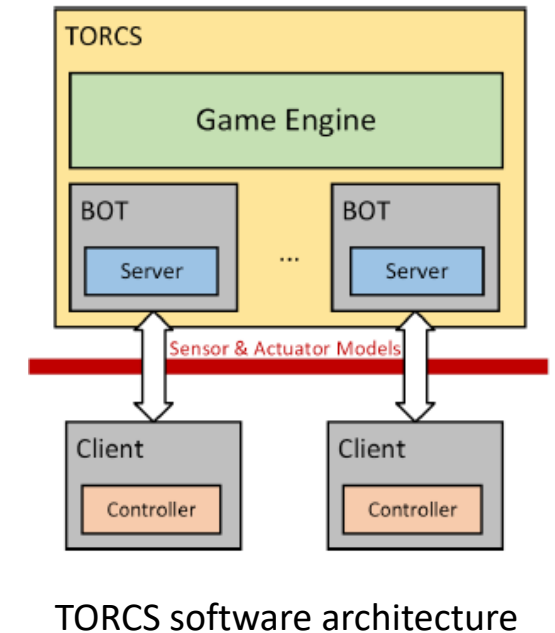 TORCS
Game Engine
BOT
Server
...
BOT
Server
Sensor & Actuator Models
Client
Controller
Client
Controller
TORCS software architecture